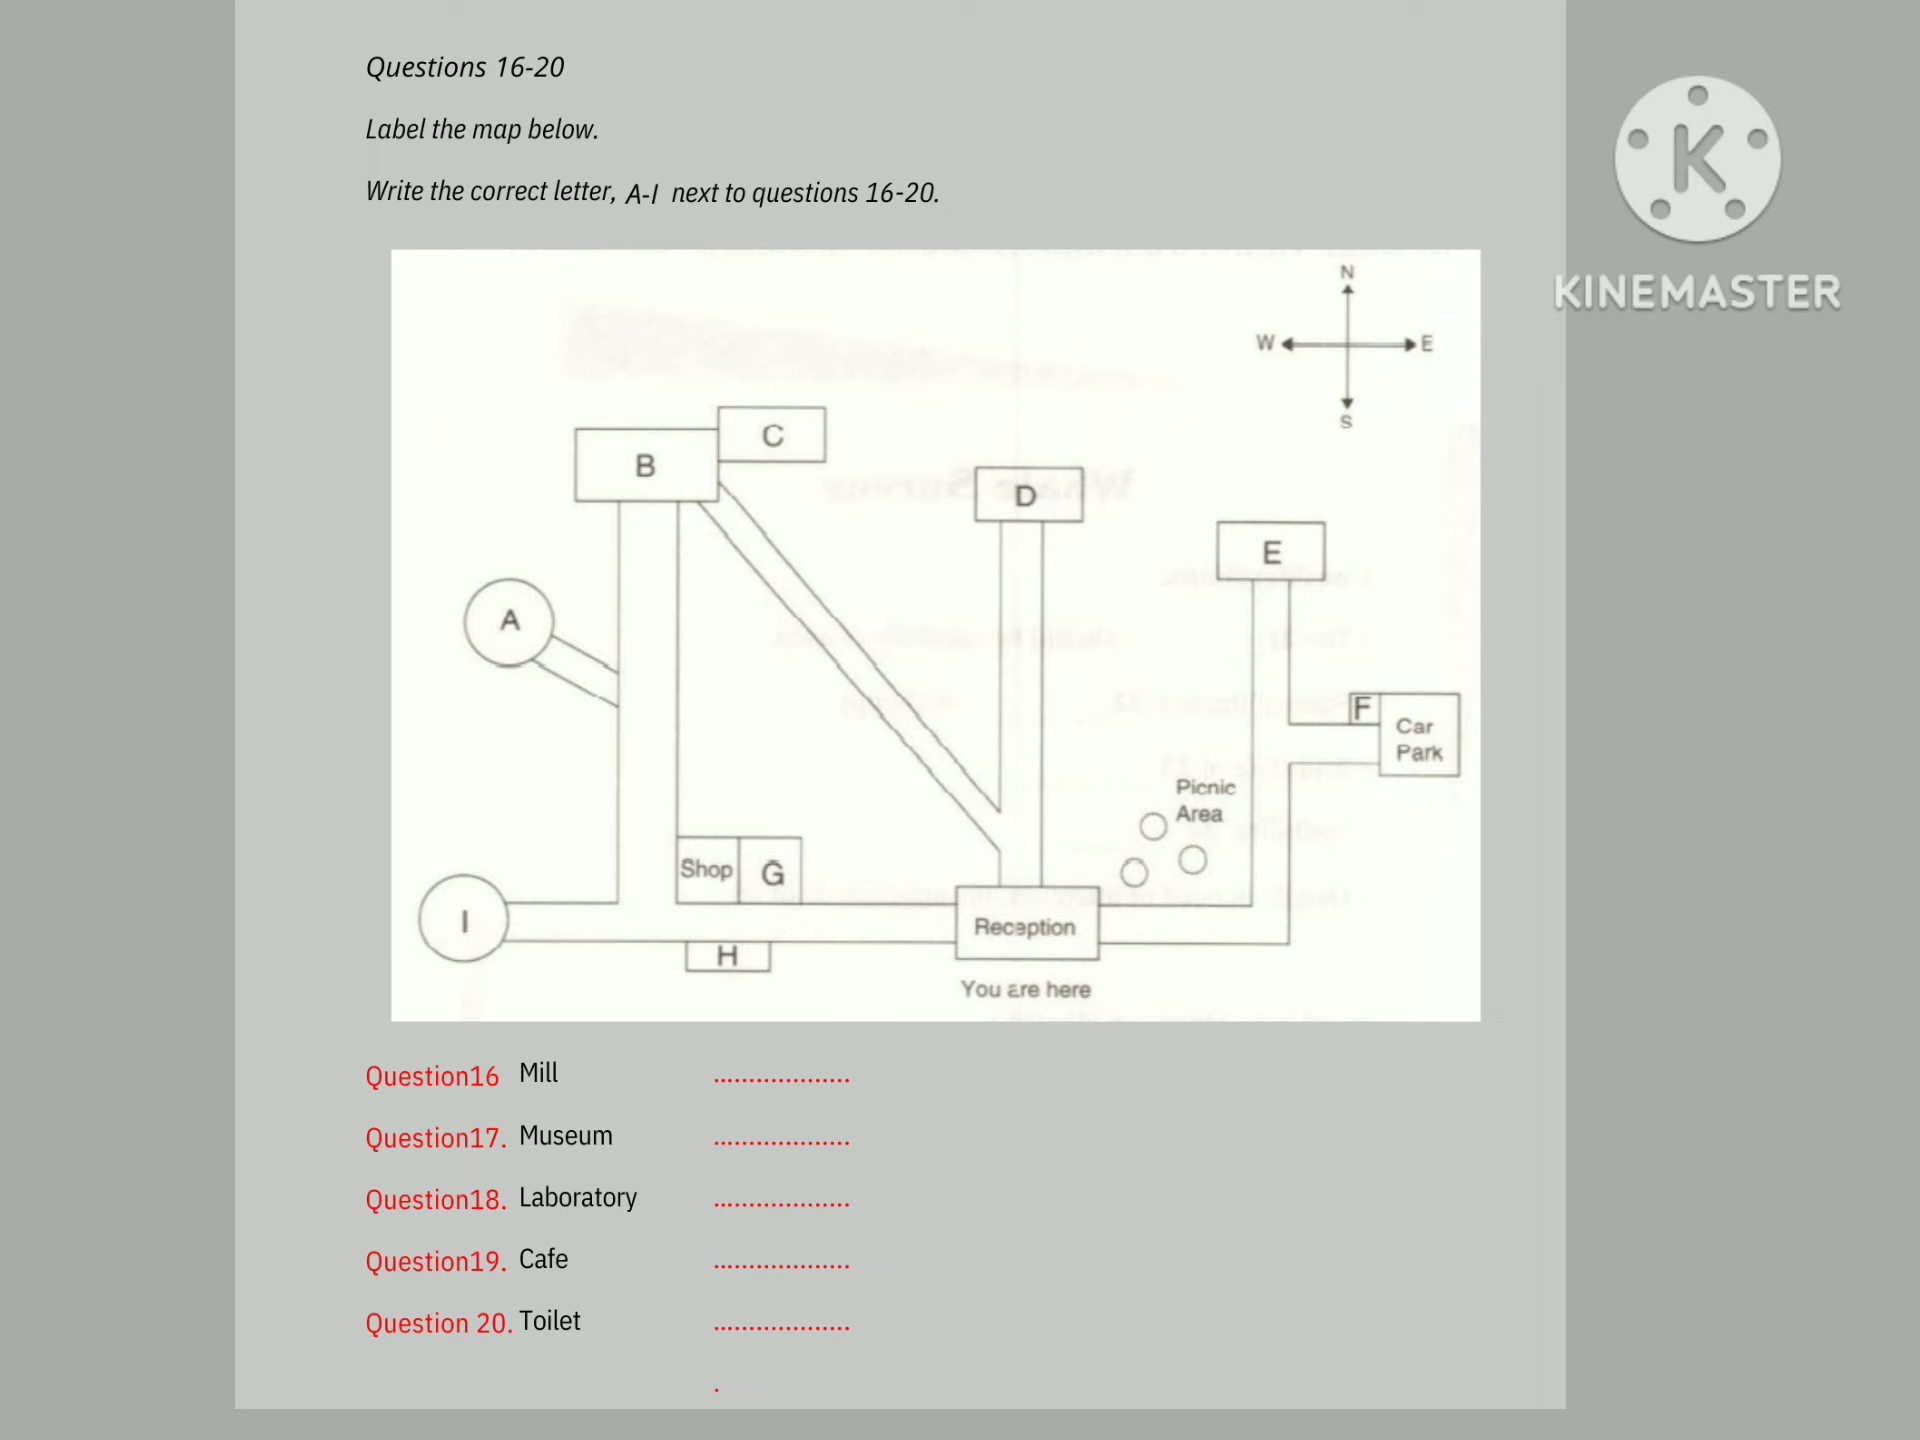 Questions 16-20
Label the map below.
Write the correct letter, A-I next to questions 16-20.
KINEMASTER
N
W E
S
C
B
D
E
A
F
Car
Park
Picnic
Area
Shop G
I
Reception
H
You are here
Question16 Mill ...................
Question17. Museum ...................
Question18. Laboratory ...................
Question19. Cafe ...................
Question 20. Toilet ...................
.